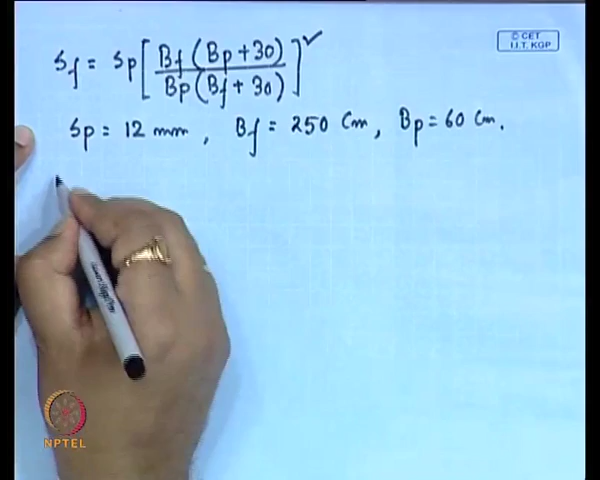 © CET
I.I.T. KGP
Sf = Sp [ Bf (Bp + 30) / Bp (Bf + 30) ] ✓
Sp = 12 mm , Bf = 250 Cm, Bp = 60 Cm.
NPTEL